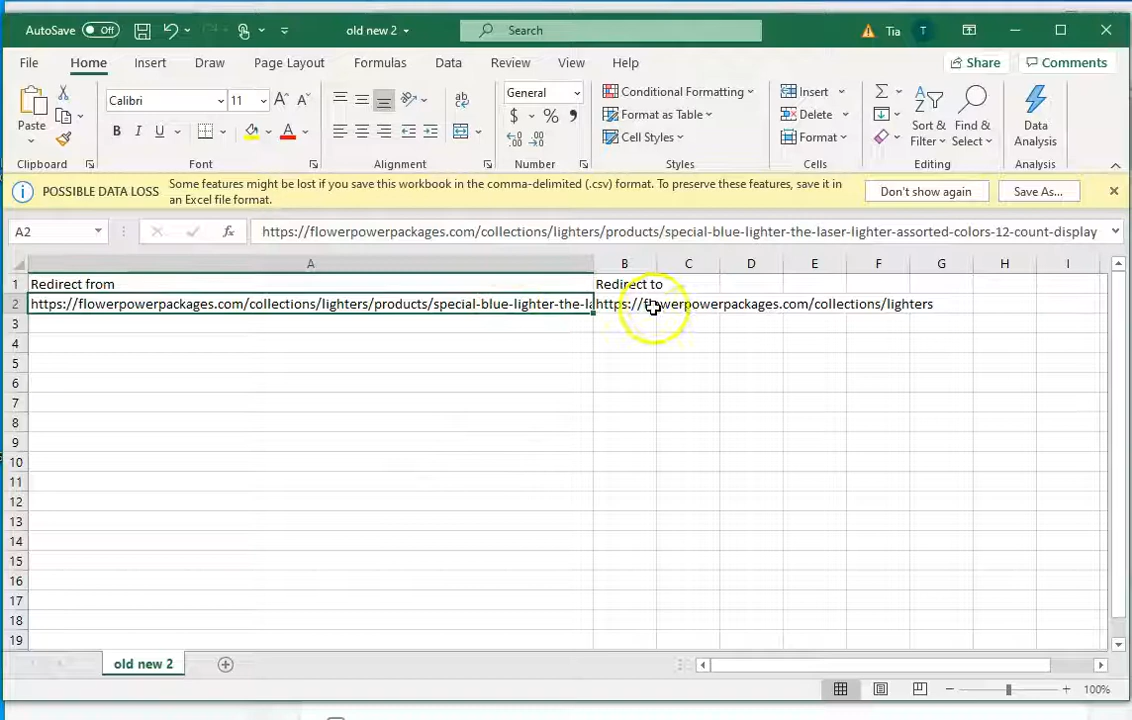 AutoSave Off old new 2 Search Tia T
File Home Insert Draw Page Layout Formulas Data Review View Help Share Comments
Paste
Calibri 11 A A
B I U A
ab
General
$ % 9
Conditional Formatting
Format as Table
Cell Styles
Insert
Delete
Format
Sort & Filter
Find & Select
Data Analysis
Clipboard Font Alignment Number Styles Cells Editing Analysis
POSSIBLE DATA LOSS Some features might be lost if you save this workbook in the comma-delimited (.csv) format. To preserve these features, save it in
an Excel file format.
Don't show again Save As...
A2 fx https://flowerpowerpackages.com/collections/lighters/products/special-blue-lighter-the-laser-lighter-assorted-colors-12-count-display
A B C D E F G H I
1 Redirect from Redirect to
2 https://flowerpowerpackages.com/collections/lighters/products/special-blue-lighter-the-la https://flowerpowerpackages.com/collections/lighters
3
4
5
6
7
8
9
10
11
12
13
14
15
16
17
18
19
old new 2
100%